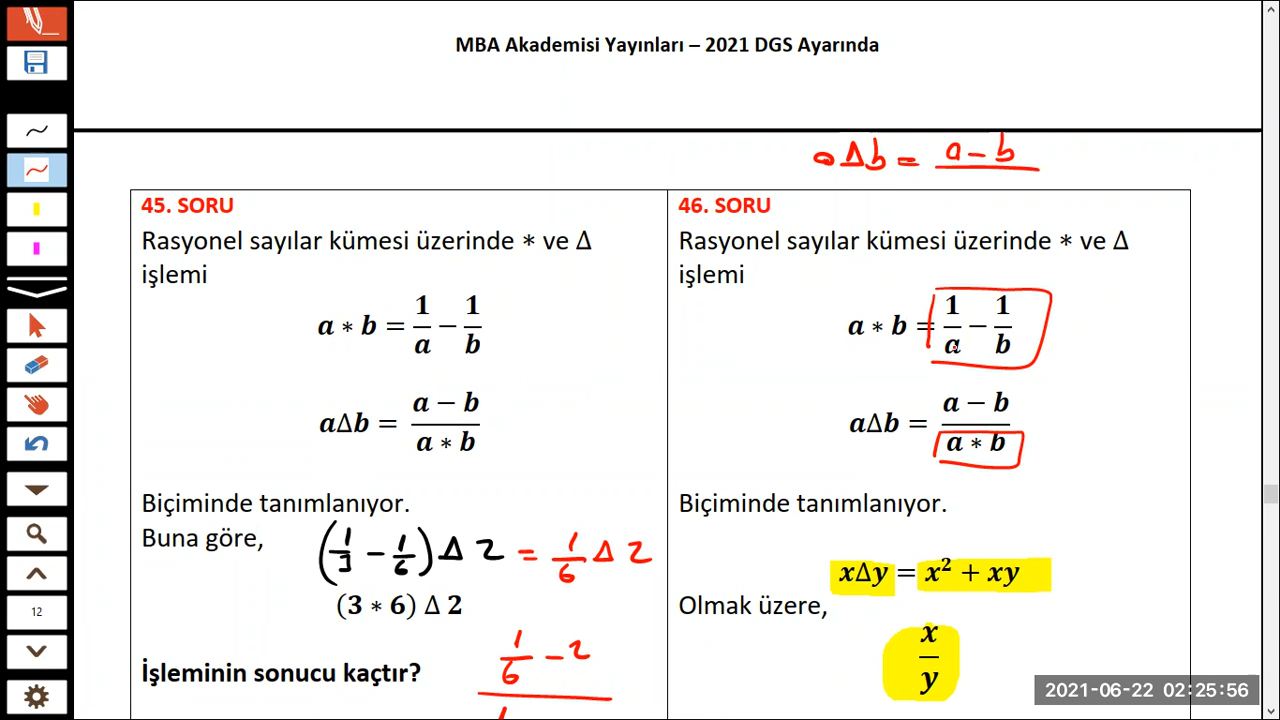 MBA Akademisi Yayınları – 2021 DGS Ayarında
a Δ b = a – b
45. SORU
Rasyonel sayılar kümesi üzerinde ∗ ve Δ
işlemi
a ∗ b = 1/a − 1/b
aΔb = (a − b)/(a ∗ b)
Biçiminde tanımlanıyor.
Buna göre,
(1/3 − 1/6) Δ 2 = 1/6 Δ 2
(3 ∗ 6) Δ 2
1/6 − 2
İşleminin sonucu kaçtır?
46. SORU
Rasyonel sayılar kümesi üzerinde ∗ ve Δ
işlemi
a ∗ b = 1/a − 1/b
aΔb = (a − b)/(a ∗ b)
Biçiminde tanımlanıyor.
xΔy = x² + xy
Olmak üzere,
x/y
12
2021-06-22 02:25:56